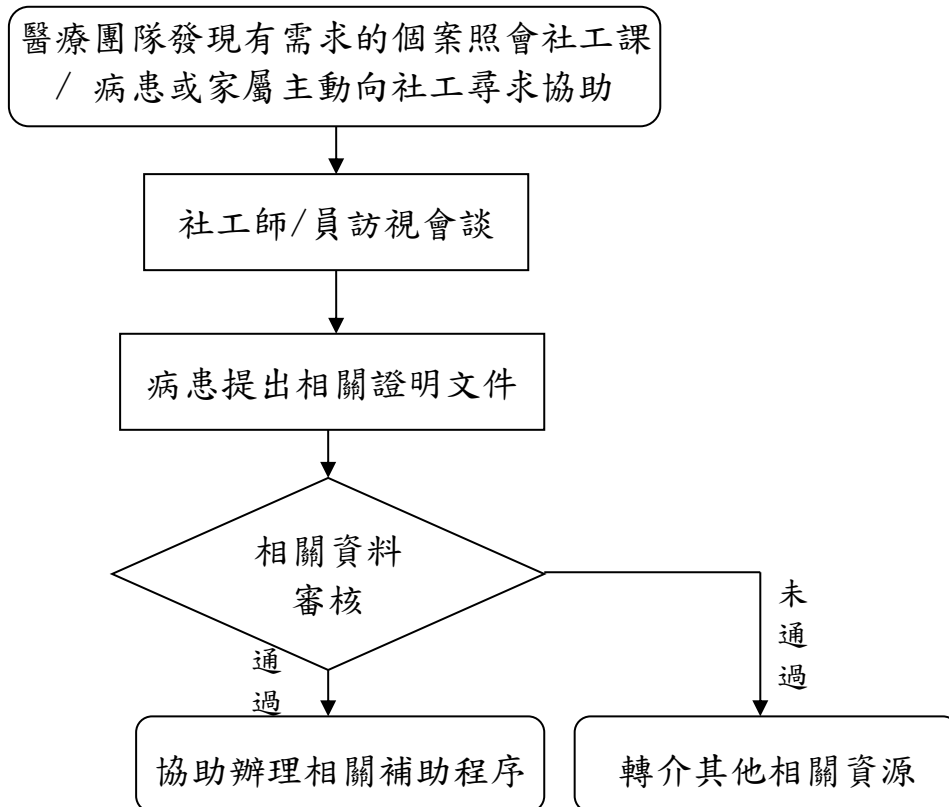 醫療團隊發現有需求的個案照會社工課
/ 病患或家屬主動向社工尋求協助
社工師/員訪視會談
病患提出相關證明文件
相關資料
審核
通過
未通過
協助辦理相關補助程序
轉介其他相關資源